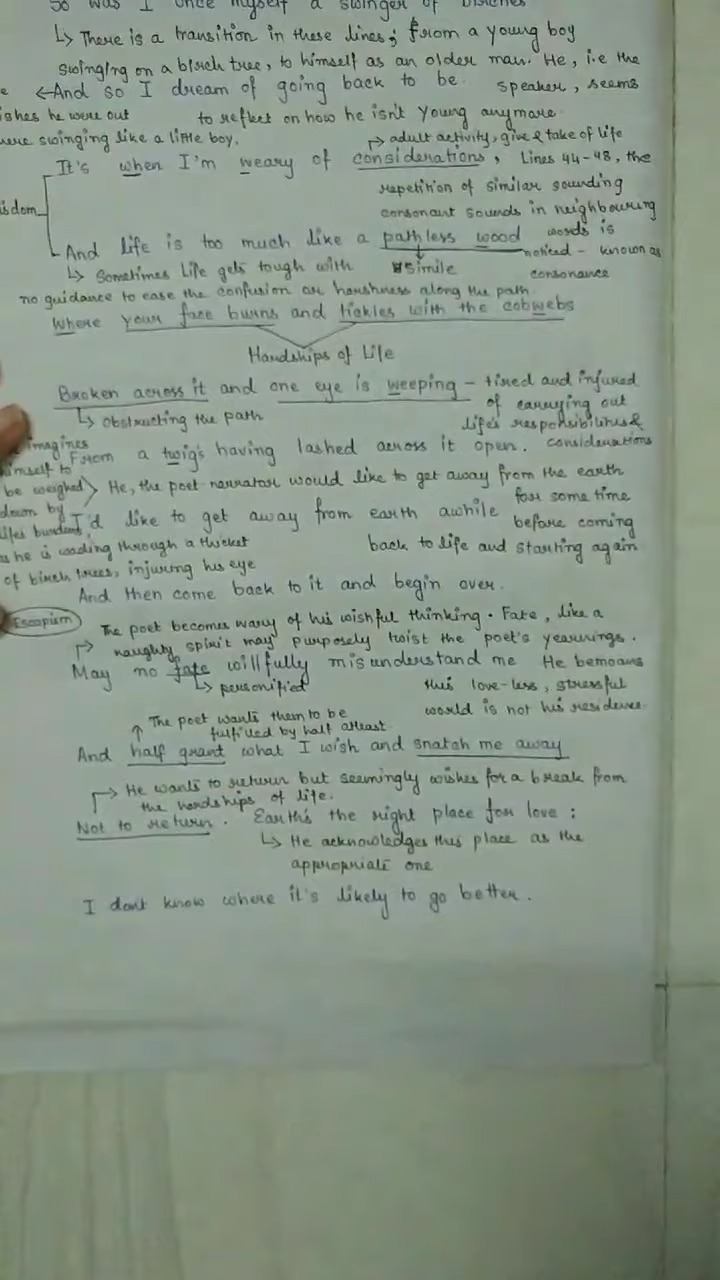 So was I once myself a swinger of birches
↳ There is a transition in these lines; from a young boy
swinging on a birch tree, to himself as an older man. He, i.e the
←And so I dream of going back to be. speaker, seems
ishes he were out to reflect on how he isn't young anymore.
were swinging like a little boy.
→ adult activity, give & take of life
It's when I'm weary of considerations, Lines 44-48, the
repetition of similar sounding
isdom
consonant sounds in neighbouring
And life is too much like a pathless wood words is
noticed - known as
↳ Sometimes Life gets tough with simile consonance
no guidance to ease the confusion or harshness along the path.
Where your face burns and tickles with the cobwebs
Hardships of Life
Broken across it and one eye is weeping - tired and injured
↳ obstructing the path of carrying out
life's responsibilities &
imagines
From a twig's having lashed across it open. considerations
himself to
be weighed He, the poet-narrator would like to get away from the earth
down by for some time
lifes burdens, I'd like to get away from earth awhile before coming
as he is wading through a thicket back to life and starting again
of birch trees, injuring his eye
And then come back to it and begin over.
Escapism The poet becomes wary of his wishful thinking. Fate, like a
naughty spirit may purposely twist the poet's yearnings.
May no fate willfully misunderstand me He bemoans
↳ personified this love-less, stressful
world is not his residence
The poet wants them to be
fulfilled by half atleast
And half grant what I wish and snatch me away
→ He wants to return but seemingly wishes for a break from
the hardships of life.
Not to return. Earth's the right place for love:
↳ He acknowledges this place as the
appropriate one
I dont know where it's likely to go better.